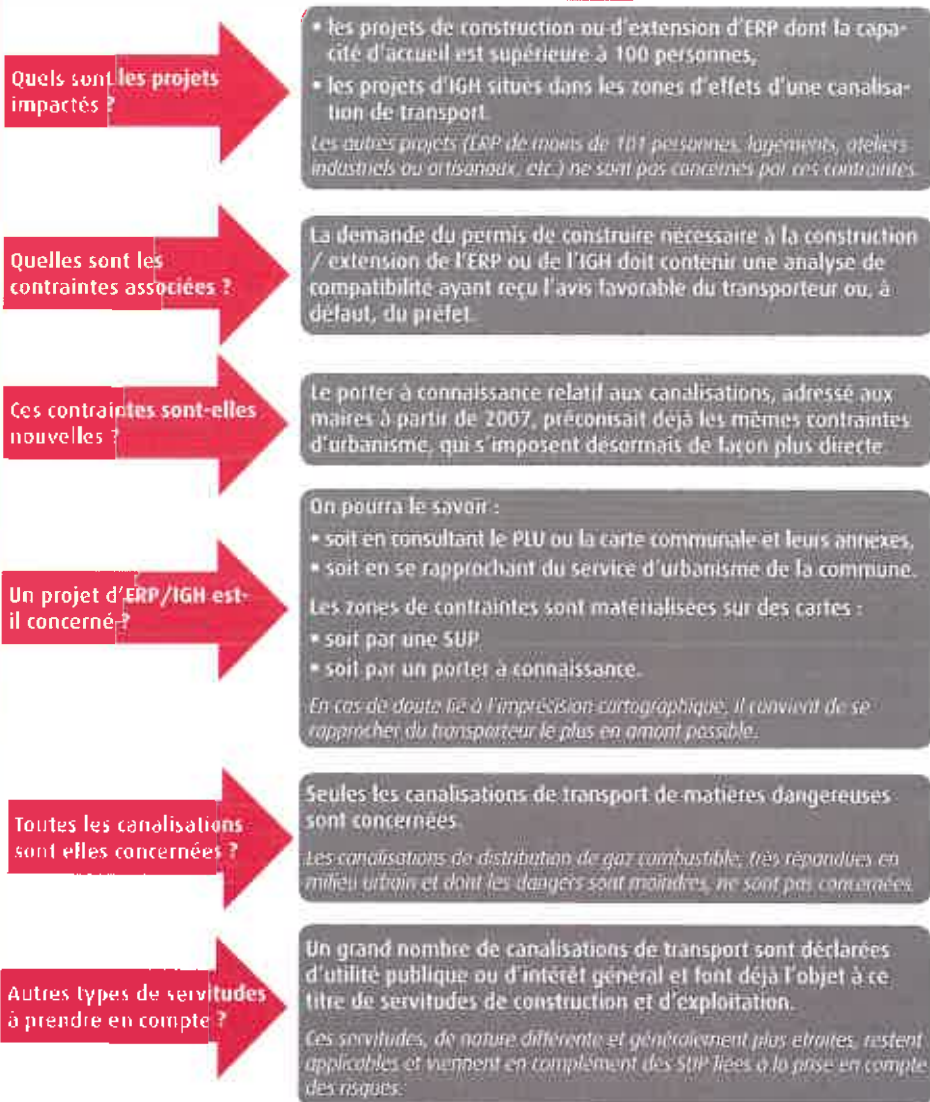 Quels sont les projets
impactés ?
• les projets de construction ou d'extension d'ERP dont la capa-
cité d'accueil est supérieure à 100 personnes,
• les projets d'IGH situés dans les zones d'effets d'une canalisa-
tion de transport.
Les autres projets (ERP de moins de 101 personnes, logements, ateliers
industriels ou artisanaux, etc.) ne sont pas concernés par ces contraintes.
Quelles sont les
contraintes associées ?
La demande du permis de construire nécessaire à la construction
/ extension de l'ERP ou de l'IGH doit contenir une analyse de
compatibilité ayant reçu l'avis favorable du transporteur ou, à
défaut, du préfet.
Ces contraintes sont-elles
nouvelles ?
Le porter à connaissance relatif aux canalisations, adressé aux
maires à partir de 2007, préconisait déjà les mêmes contraintes
d'urbanisme, qui s'imposent désormais de façon plus directe.
Un projet d'ERP/IGH est-
il concerné ?
On pourra le savoir :
• soit en consultant le PLU ou la carte communale et leurs annexes,
• soit en se rapprochant du service d'urbanisme de la commune.
Les zones de contraintes sont matérialisées sur des cartes :
• soit par une SUP
• soit par un porter à connaissance.
En cas de doute lié à l'imprécision cartographique, il convient de se
rapprocher du transporteur le plus en amont possible.
Toutes les canalisations
sont elles concernées ?
Seules les canalisations de transport de matières dangereuses
sont concernées.
Les canalisations de distribution de gaz combustible, très répandues en
milieu urbain et dont les dangers sont moindres, ne sont pas concernées.
Autres types de servitudes
à prendre en compte ?
Un grand nombre de canalisations de transport sont déclarées
d'utilité publique ou d'intérêt général et font déjà l'objet à ce
titre de servitudes de construction et d'exploitation.
Ces servitudes, de nature différente et généralement plus étroites, restent
applicables et viennent en complément des SUP liées à la prise en compte
des risques.